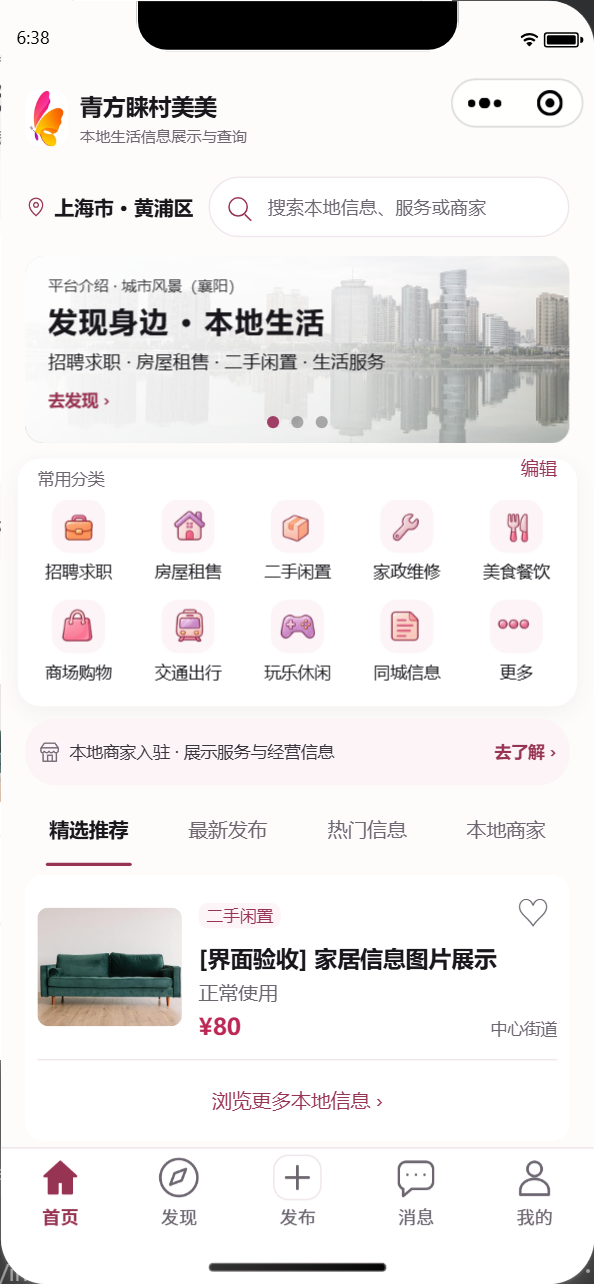 6:38
青方睐村美美
本地生活信息展示与查询
上海市 • 黄浦区
搜索本地信息、服务或商家
平台介绍 · 城市风景（襄阳）
发现身边 • 本地生活
招聘求职 · 房屋租售 · 二手闲置 · 生活服务
去发现 ›
常用分类
编辑
招聘求职 房屋租售 二手闲置 家政维修 美食餐饮
商场购物 交通出行 玩乐休闲 同城信息 更多
本地商家入驻 · 展示服务与经营信息
去了解 ›
精选推荐 最新发布 热门信息 本地商家
二手闲置
[界面验收] 家居信息图片展示
正常使用
¥80
中心街道
浏览更多本地信息 ›
首页 发现 发布 消息 我的